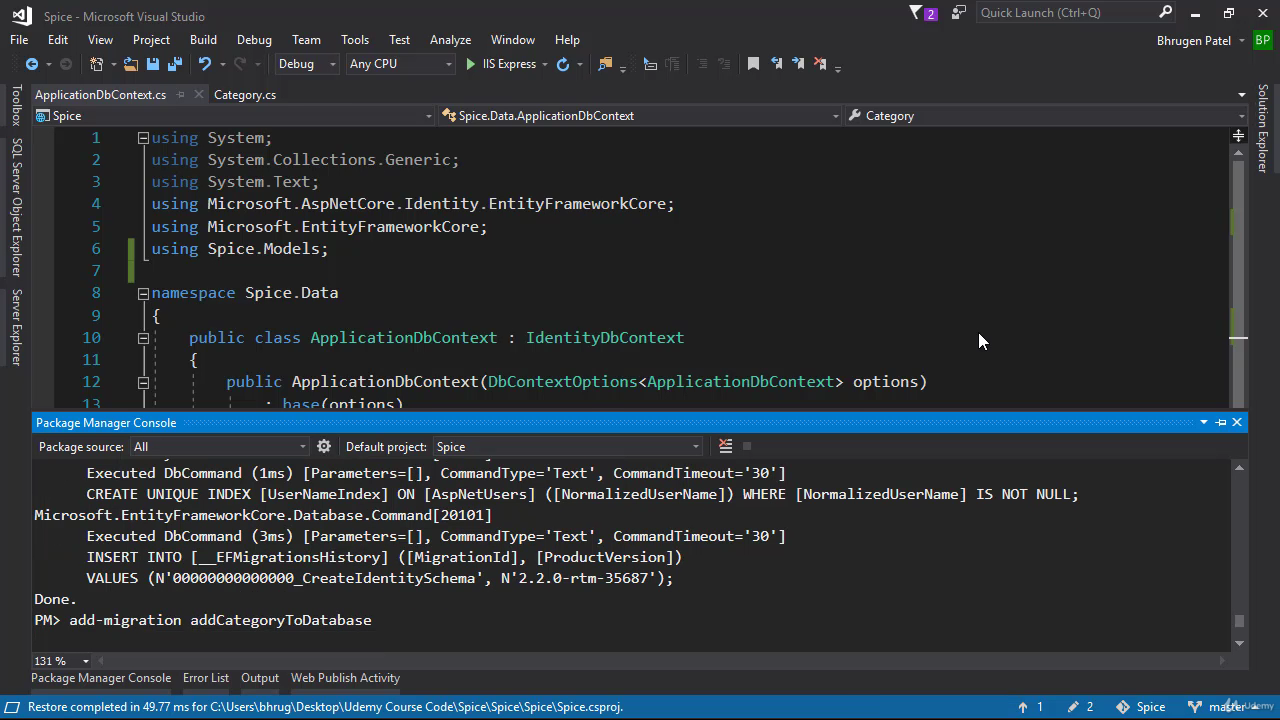 Spice - Microsoft Visual Studio
2
Quick Launch (Ctrl+Q)
File Edit View Project Build Debug Team Tools Test Analyze Window Help
Bhrugen Patel BP
Debug Any CPU IIS Express
ApplicationDbContext.cs Category.cs
Spice Spice.Data.ApplicationDbContext Category
Toolbox
SQL Server Object Explorer
Server Explorer
Solution Explorer
1 using System;
2 using System.Collections.Generic;
3 using System.Text;
4 using Microsoft.AspNetCore.Identity.EntityFrameworkCore;
5 using Microsoft.EntityFrameworkCore;
6 using Spice.Models;
7
8 namespace Spice.Data
9 {
10 public class ApplicationDbContext : IdentityDbContext
11 {
12 public ApplicationDbContext(DbContextOptions<ApplicationDbContext> options)
13 : base(options)
Package Manager Console
Package source: All Default project: Spice
Executed DbCommand (1ms) [Parameters=[], CommandType='Text', CommandTimeout='30']
CREATE UNIQUE INDEX [UserNameIndex] ON [AspNetUsers] ([NormalizedUserName]) WHERE [NormalizedUserName] IS NOT NULL;
Microsoft.EntityFrameworkCore.Database.Command[20101]
Executed DbCommand (3ms) [Parameters=[], CommandType='Text', CommandTimeout='30']
INSERT INTO [__EFMigrationsHistory] ([MigrationId], [ProductVersion])
VALUES (N'00000000000000_CreateIdentitySchema', N'2.2.0-rtm-35687');
Done.
PM> add-migration addCategoryToDatabase
131 %
Package Manager Console Error List Output Web Publish Activity
Restore completed in 49.77 ms for C:\Users\bhrug\Desktop\Udemy Course Code\Spice\Spice\Spice\Spice.csproj.
1 2 Spice master
Udemy